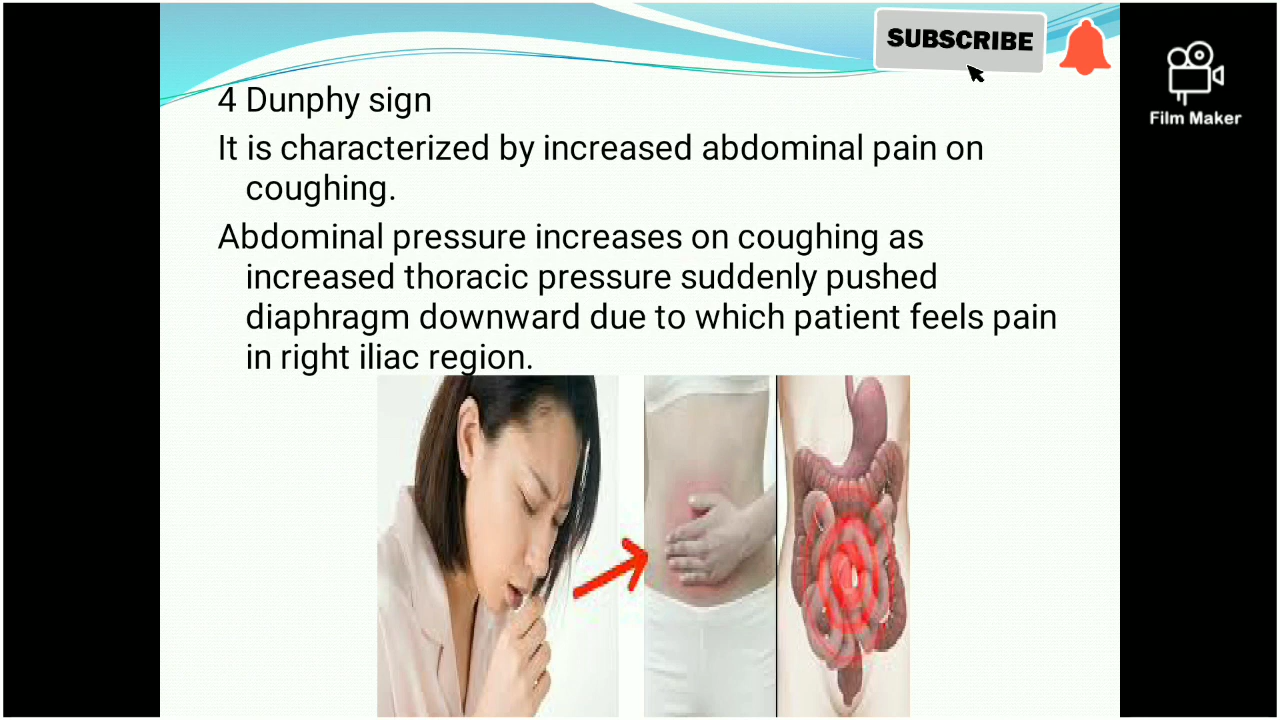 SUBSCRIBE
Film Maker
4 Dunphy sign
It is characterized by increased abdominal pain on
coughing.
Abdominal pressure increases on coughing as
increased thoracic pressure suddenly pushed
diaphragm downward due to which patient feels pain
in right iliac region.